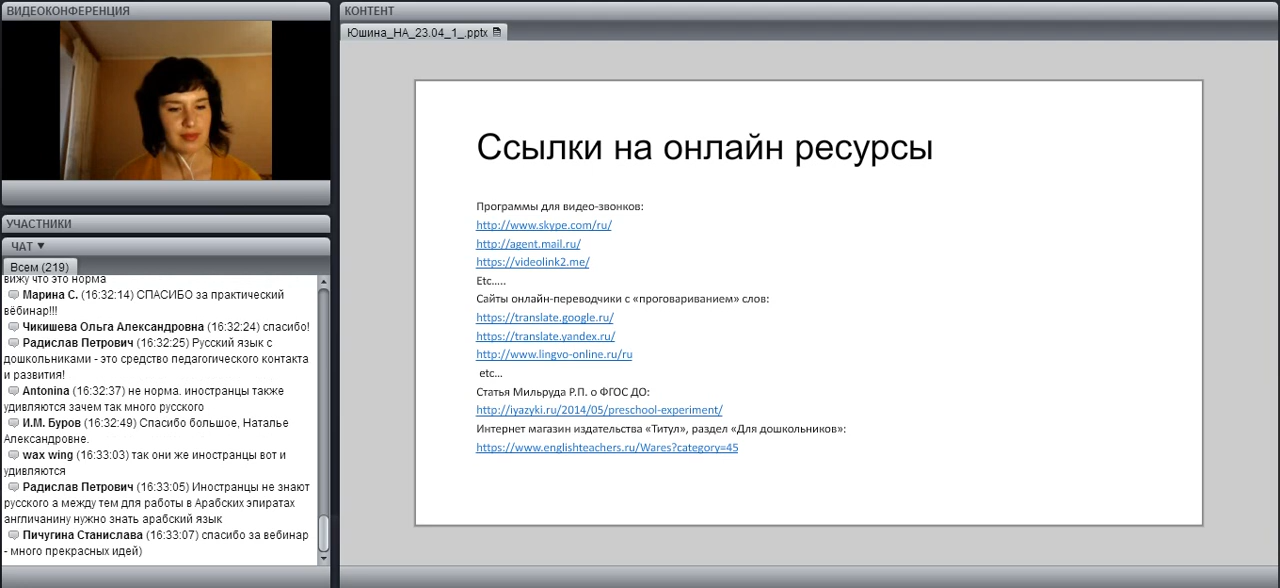 ВИДЕОКОНФЕРЕНЦИЯ
УЧАСТНИКИ
ЧАТ
Всем (219)
вижу что это норма
Марина С. (16:32:14) СПАСИБО за практический
вёбинар!!!
Чикишева Ольга Александровна (16:32:24) спасибо!
Радислав Петрович (16:32:25) Русский язык с
дошкольниками - это средство педагогического контакта
и развития!
Antonina (16:32:37) не норма. иностранцы также
удивляются зачем так много русского
И.М. Буров (16:32:49) Спасибо большое, Наталье
Александровне.
wax wing (16:33:03) так они же иностранцы вот и
удивляются
Радислав Петрович (16:33:05) Иностранцы не знают
русского а между тем для работы в Арабских эпиратах
англичанину нужно знать арабский язык
Пичугина Станислава (16:33:07) спасибо за вебинар
- много прекрасных идей)
КОНТЕНТ
Юшина_НА_23.04_1_.pptx
Ссылки на онлайн ресурсы
Программы для видео-звонков:
http://www.skype.com/ru/
http://agent.mail.ru/
https://videolink2.me/
Etc.....
Сайты онлайн-переводчики с «проговариванием» слов:
https://translate.google.ru/
https://translate.yandex.ru/
http://www.lingvo-online.ru/ru
etc...
Статья Мильруда Р.П. о ФГОС ДО:
http://iyazyki.ru/2014/05/preschool-experiment/
Интернет магазин издательства «Титул», раздел «Для дошкольников»:
https://www.englishteachers.ru/Wares?category=45